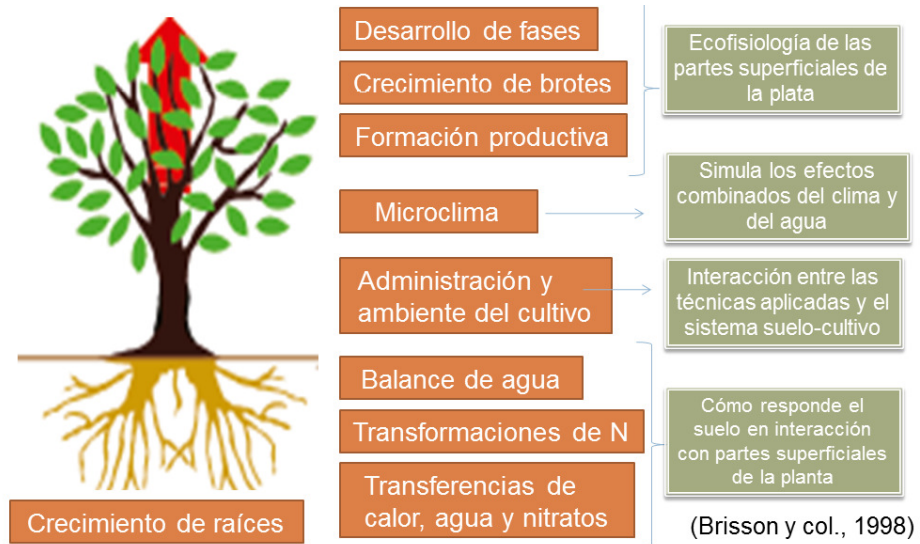 Desarrollo de fases
Crecimiento de brotes
Formación productiva
Ecofisiología de las
partes superficiales de
la plata
Microclima
Simula los efectos
combinados del clima y
del agua
Administración y
ambiente del cultivo
Interacción entre las
técnicas aplicadas y el
sistema suelo-cultivo
Balance de agua
Transformaciones de N
Transferencias de
calor, agua y nitratos
Cómo responde el
suelo en interacción
con partes superficiales
de la planta
Crecimiento de raíces
(Brisson y col., 1998)